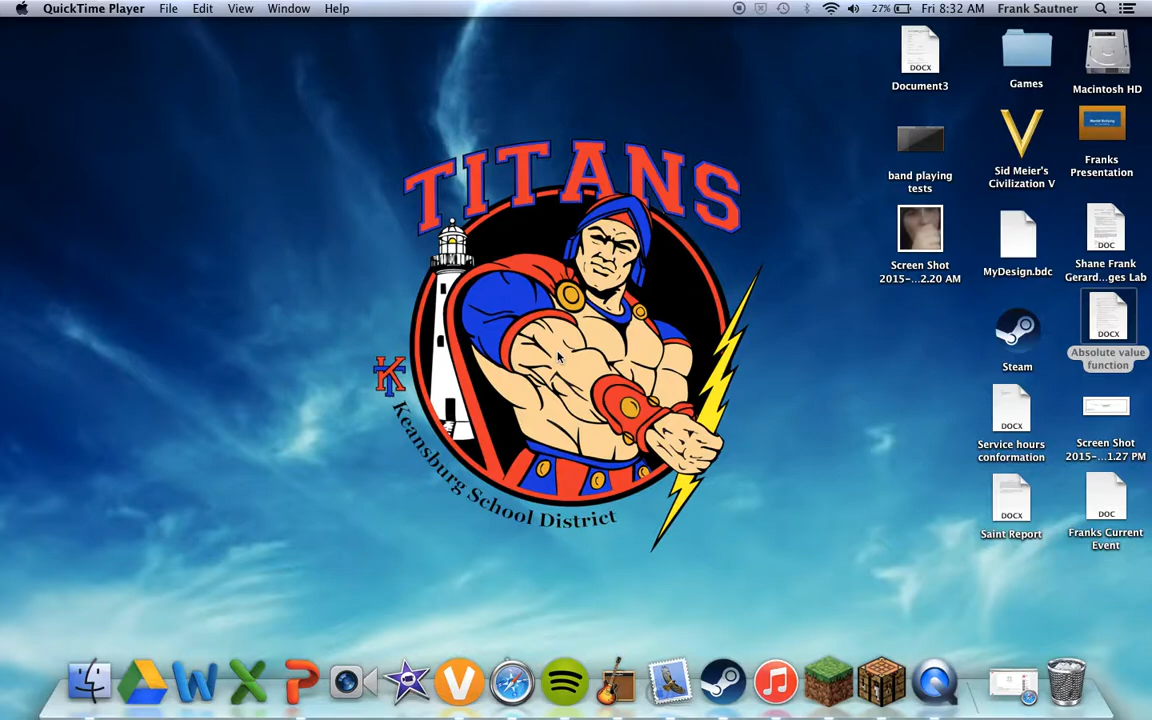 QuickTime Player File Edit View Window Help 27% Fri 8:32 AM Frank Sautner
Document3
Games
Macintosh HD
band playing
tests
Sid Meier's
Civilization V
Franks
Presentation
Screen Shot
2015-...2.20 AM
MyDesign.bdc
Shane Frank
Gerard...ges Lab
Steam
Absolute value
function
Service hours
conformation
Screen Shot
2015-...1.27 PM
Saint Report
Franks Current
Event
DOCX
DOC
DOCX
DOCX
DOCX
DOC
TITANS
KT
Keansburg School District